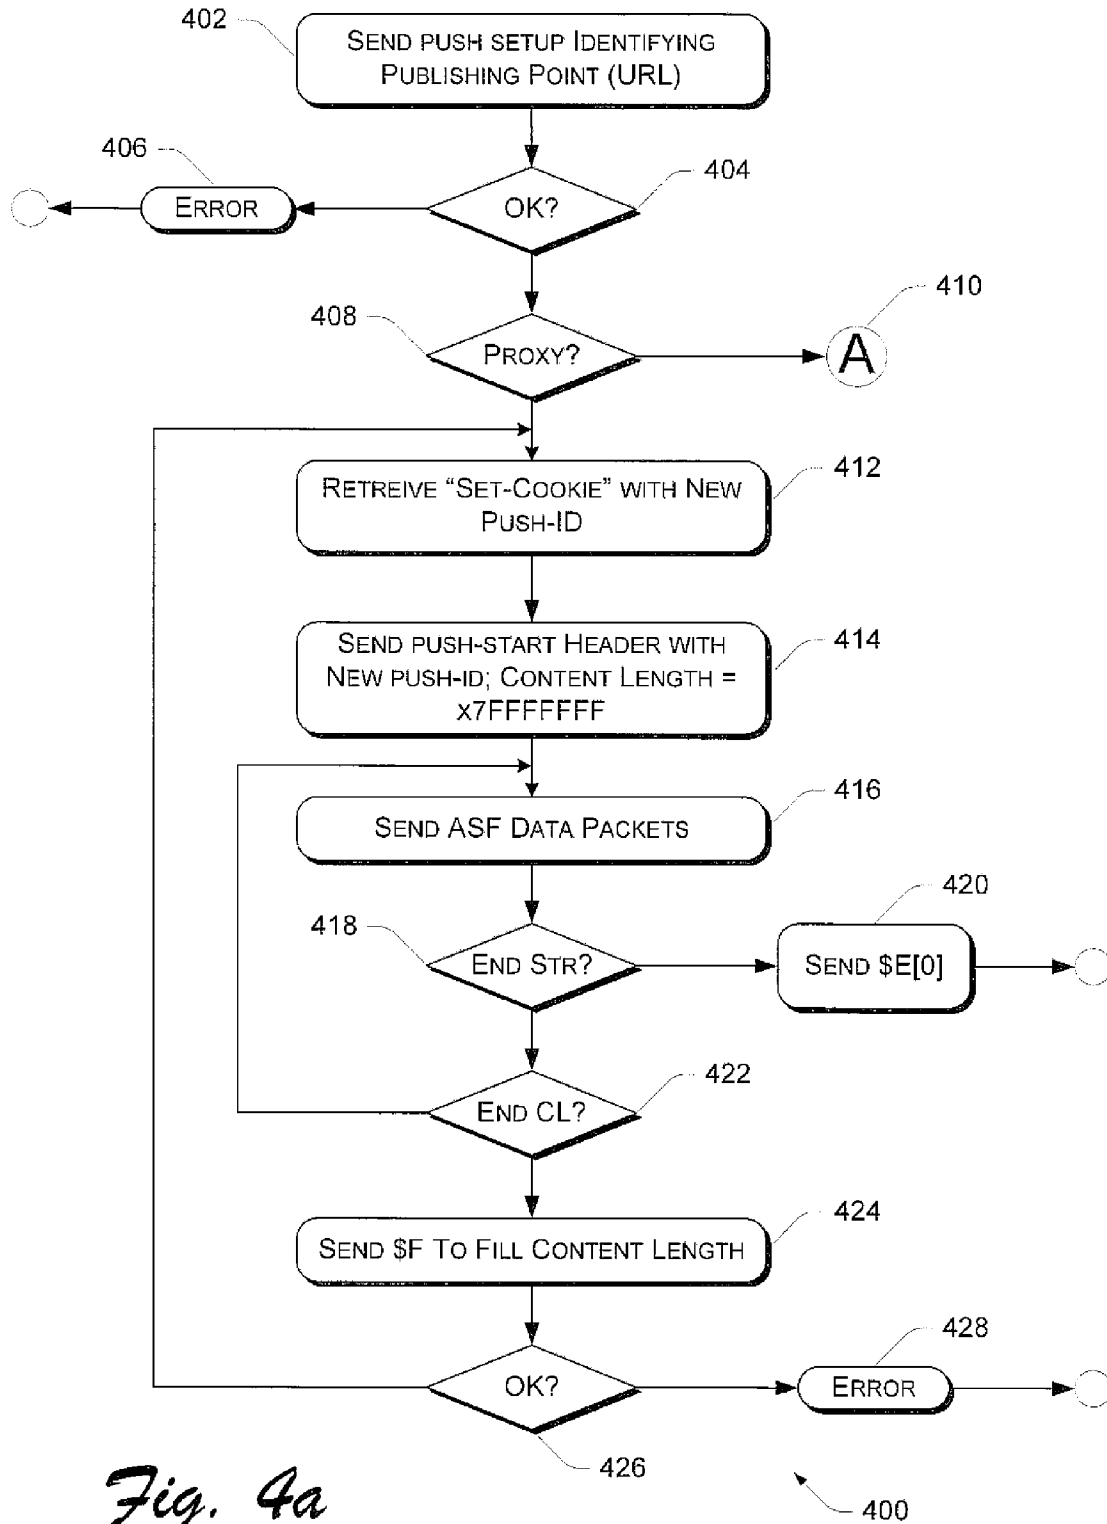 402
SEND PUSH SETUP IDENTIFYING
PUBLISHING POINT (URL)
406
ERROR
OK?
404
408
PROXY?
410
A
RETREIVE "SET-COOKIE" WITH NEW
PUSH-ID
412
SEND PUSH-START HEADER WITH
NEW PUSH-ID; CONTENT LENGTH =
X7FFFFFFF
414
SEND ASF DATA PACKETS
416
418
END STR?
420
SEND $E[0]
END CL?
422
SEND $F TO FILL CONTENT LENGTH
424
OK?
426
428
ERROR
Fig. 4a
400